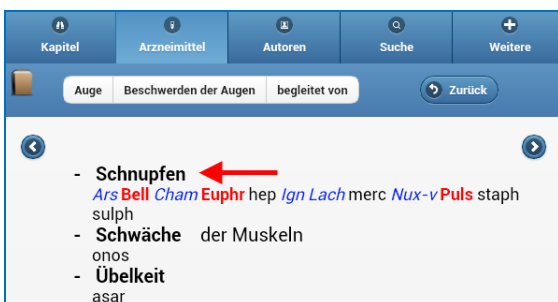 Kapitel Arzneimittel Autoren Suche Weitere
Auge Beschwerden der Augen begleitet von Zurück
- Schnupfen
Ars Bell Cham Euphr hep Ign Lach merc Nux-v Puls staph
sulph
- Schwäche der Muskeln
onos
- Übelkeit
asar